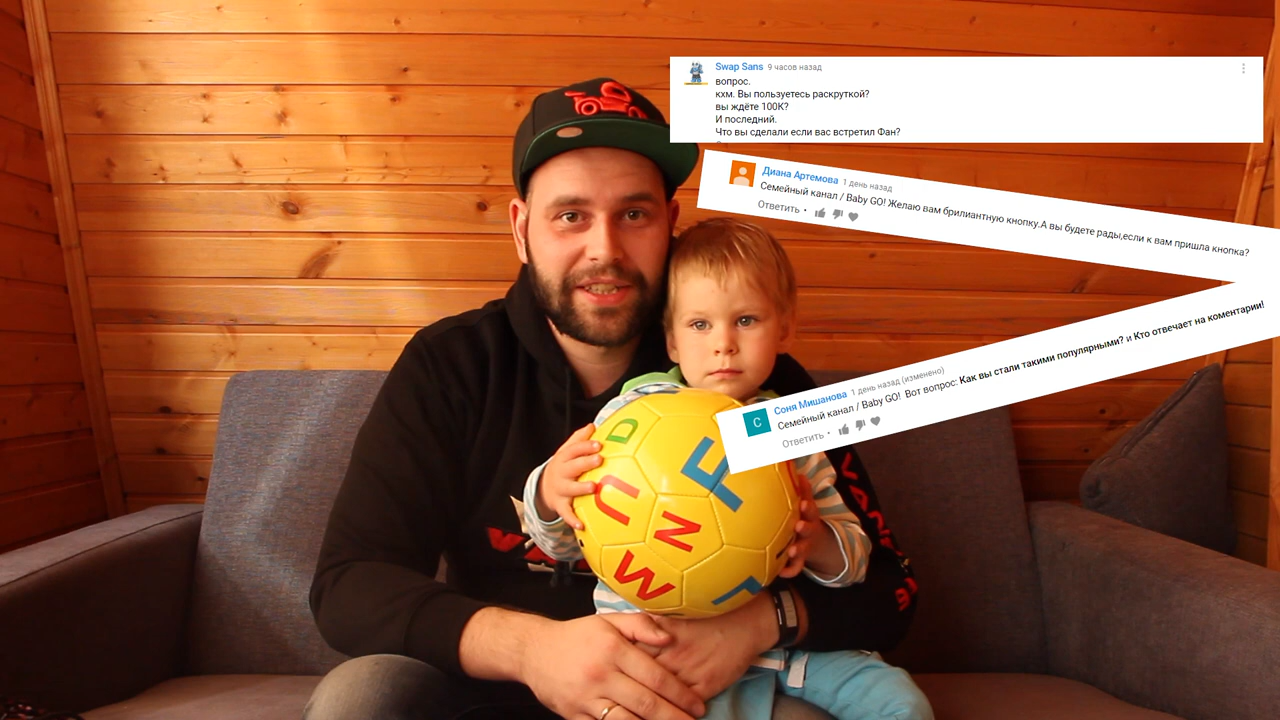 Swap Sans 9 часов назад
вопрос.
кхм. Вы пользуетесь раскруткой?
вы ждёте 100К?
И последний.
Что вы сделали если вас встретил Фан?
Диана Артемова 1 день назад
Семейный канал / Baby GO! Желаю вам брилиантную кнопку.А вы будете рады,если к вам пришла кнопка?
Ответить •
С
Соня Мишанова 1 день назад (изменено)
Семейный канал / Baby GO! Вот вопрос: Как вы стали такими популярными? и Кто отвечает на коментарии!
Ответить •
D
F
U
N
W